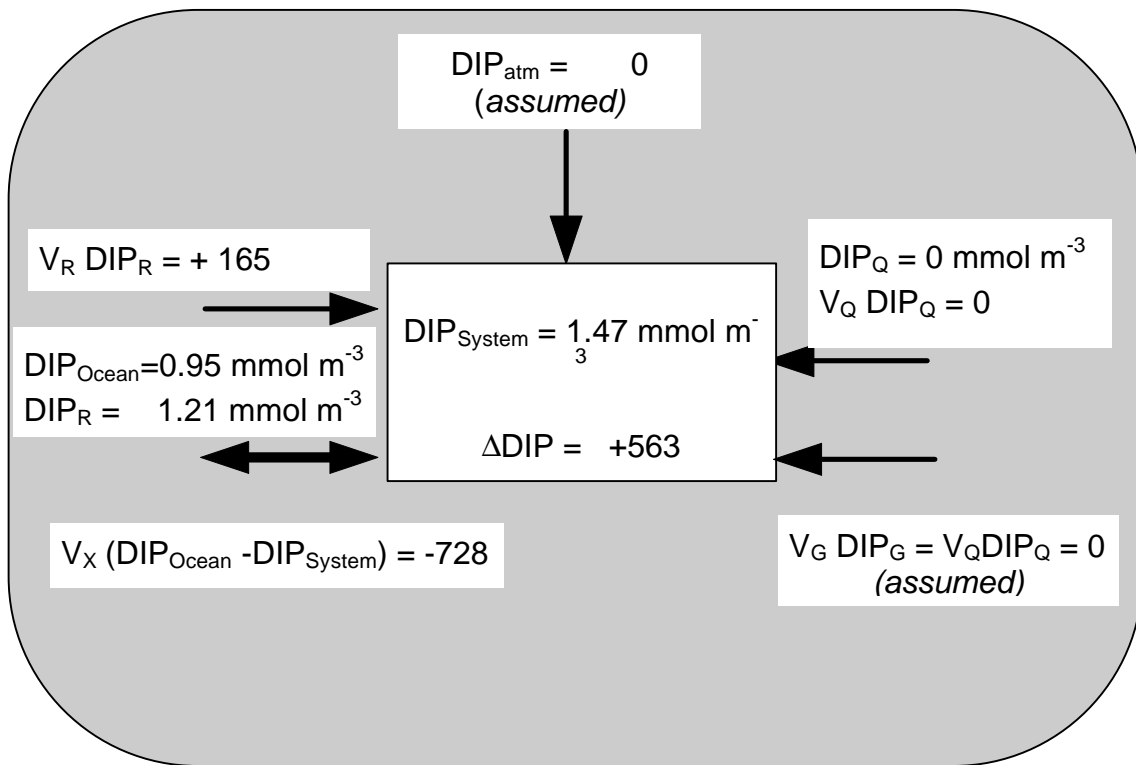 DIPatm = 0
(assumed)
VR DIPR = + 165
DIPQ = 0 mmol m-3
VQ DIPQ = 0
DIPSystem = 1.47 mmol m-
3
DIPOcean=0.95 mmol m-3
DIPR = 1.21 mmol m-3
ΔDIP = +563
VX (DIPOcean -DIPSystem) = -728
VG DIPG = VQDIPQ = 0
(assumed)